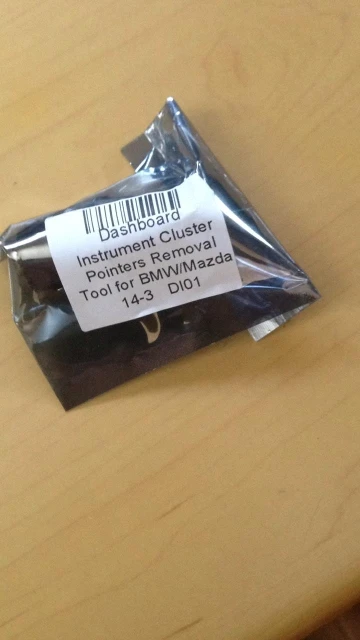 Dashboard
Instrument Cluster
Pointers Removal
Tool for BMW/Mazda
14-3 DI01